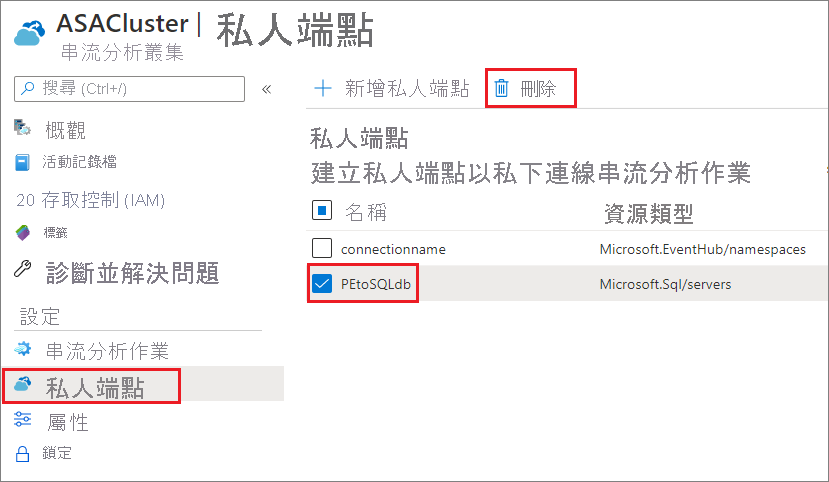 ASACluster | 私人端點
串流分析叢集
搜尋 (Ctrl+/)
«
概觀
活動記錄檔
20 存取控制 (IAM)
標籤
診斷並解決問題
設定
串流分析作業
私人端點
屬性
鎖定
新增私人端點
刪除
私人端點
建立私人端點以私下連線串流分析作業
名稱 資源類型
connectionname Microsoft.EventHub/namespaces
PEtoSQLdb Microsoft.Sql/servers